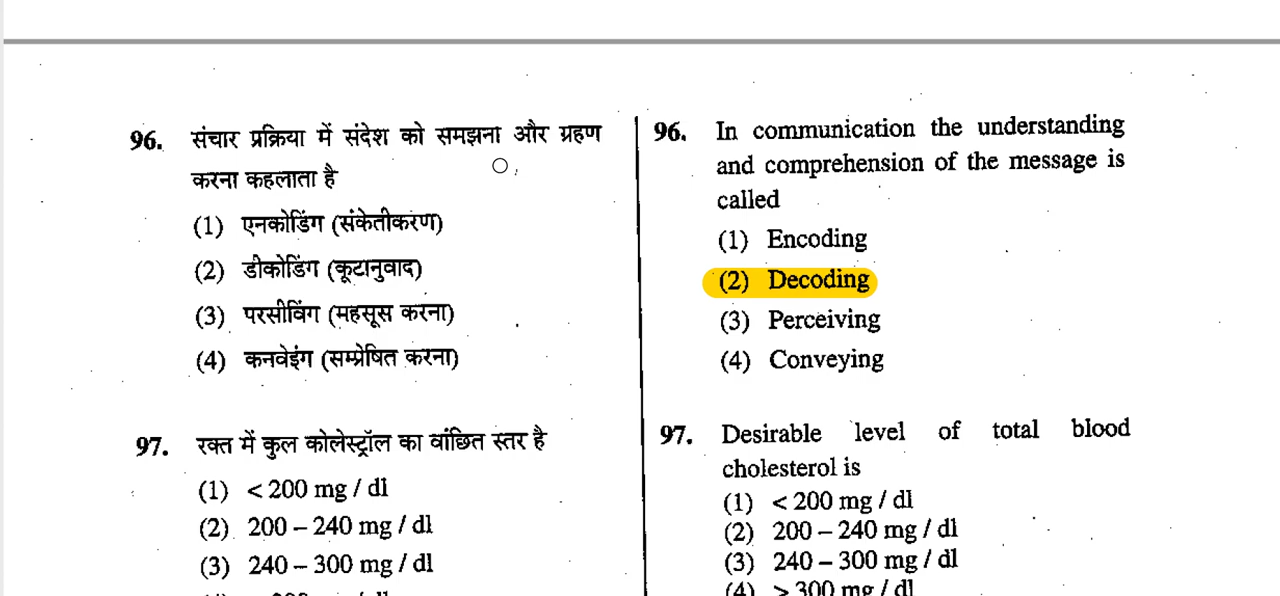 96. संचार प्रक्रिया में संदेश को समझना और ग्रहण
करना कहलाता है
(1) एनकोडिंग (संकेतीकरण)
(2) डीकोडिंग (कूटानुवाद)
(3) परसीविंग (महसूस करना)
(4) कनवेइंग (सम्प्रेषित करना)
97. रक्त में कुल कोलेस्ट्रॉल का वांछित स्तर है
(1) < 200 mg / dl
(2) 200 – 240 mg / dl
(3) 240 – 300 mg / dl
96. In communication the understanding
and comprehension of the message is
called
(1) Encoding
(2) Decoding
(3) Perceiving
(4) Conveying
97. Desirable level of total blood
cholesterol is
(1) < 200 mg / dl
(2) 200 – 240 mg / dl
(3) 240 – 300 mg / dl
(4) > 300 mg / dl